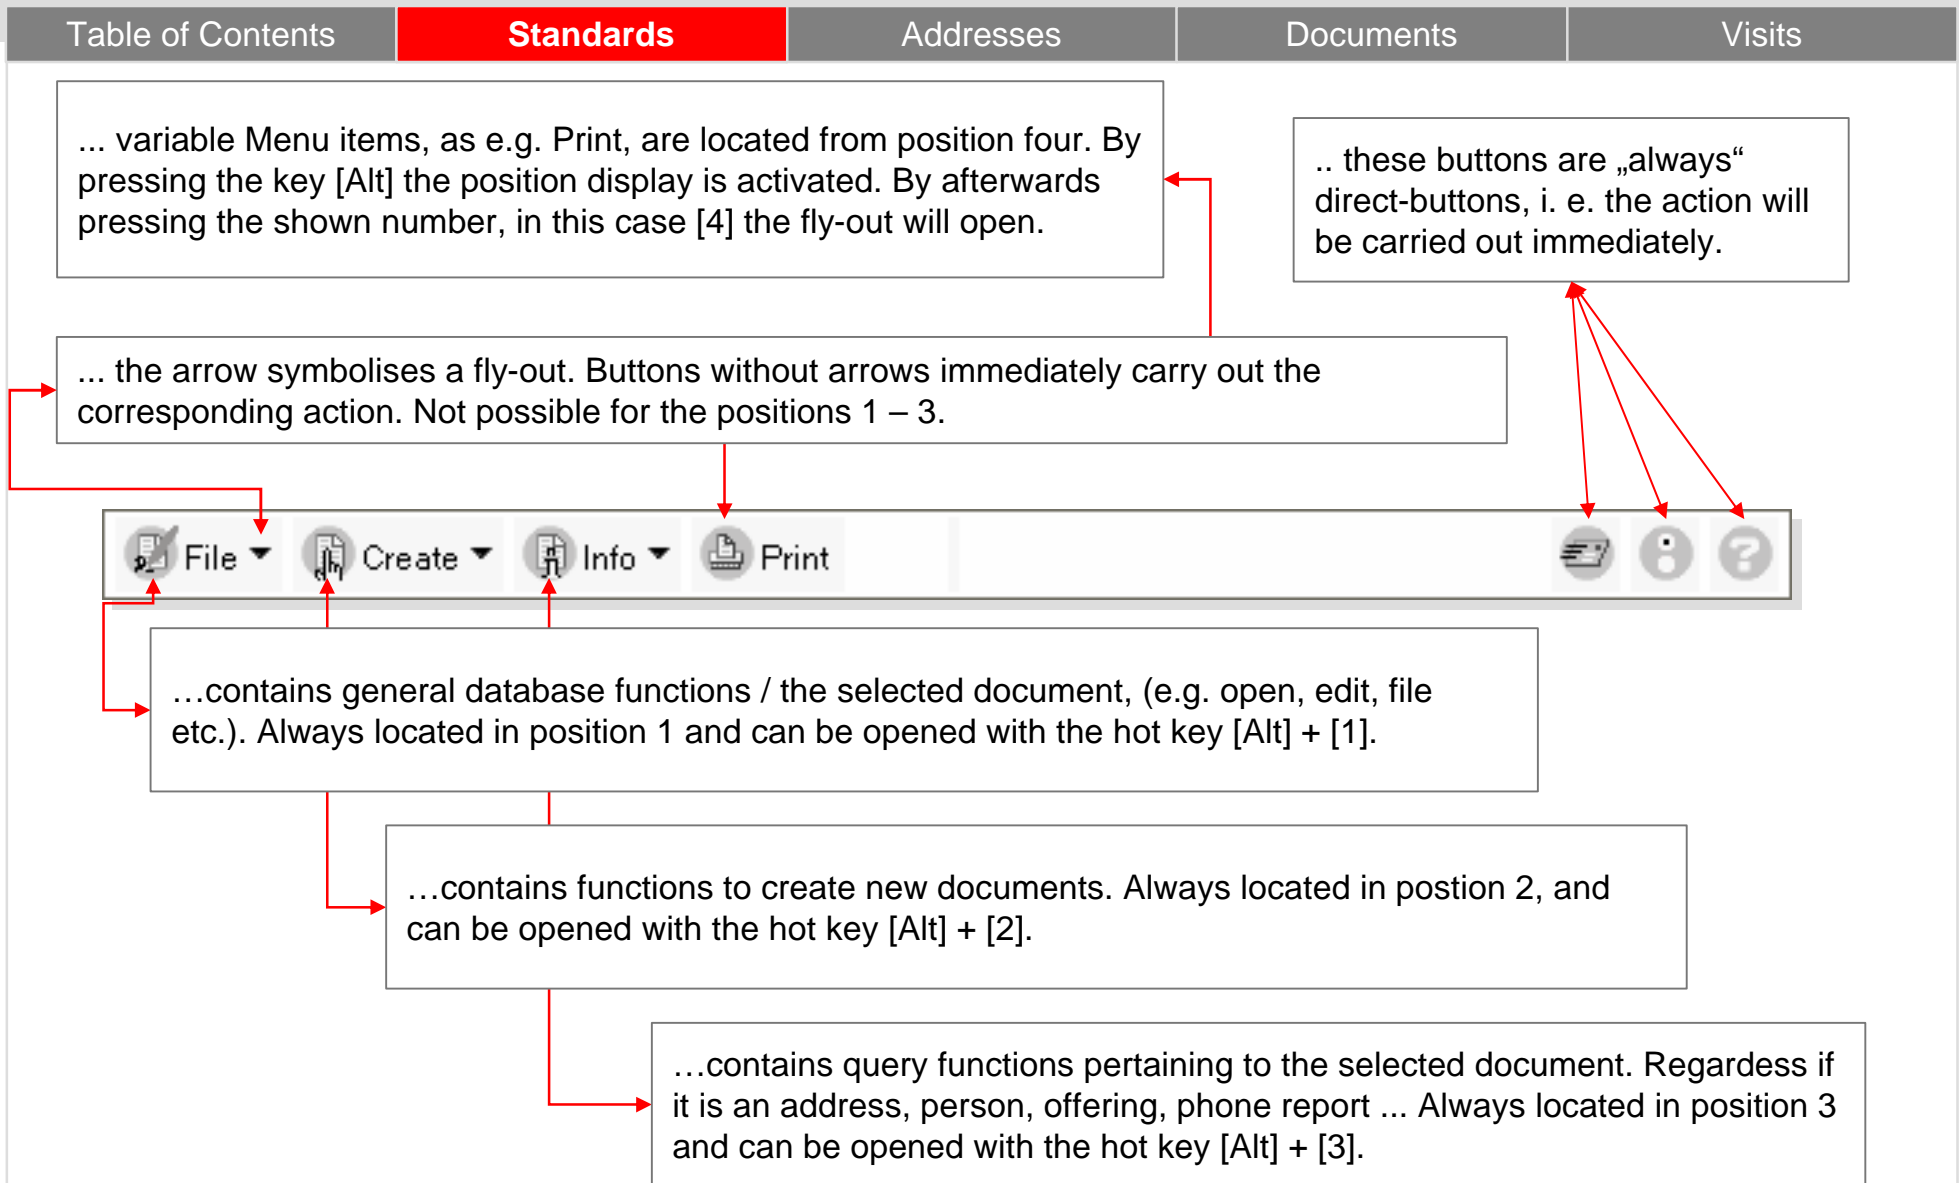 Table of Contents
Standards
Addresses
Documents
Visits
... variable Menu items, as e.g. Print, are located from position four. By
pressing the key [Alt] the position display is activated. By afterwards
pressing the shown number, in this case [4] the fly-out will open.
.. these buttons are „always“
direct-buttons, i. e. the action will
be carried out immediately.
... the arrow symbolises a fly-out. Buttons without arrows immediately carry out the
corresponding action. Not possible for the positions 1 – 3.
File
Create
Info
Print
…contains general database functions / the selected document, (e.g. open, edit, file
etc.). Always located in position 1 and can be opened with the hot key [Alt] + [1].
…contains functions to create new documents. Always located in postion 2, and
can be opened with the hot key [Alt] + [2].
…contains query functions pertaining to the selected document. Regardess if
it is an address, person, offering, phone report ... Always located in position 3
and can be opened with the hot key [Alt] + [3].